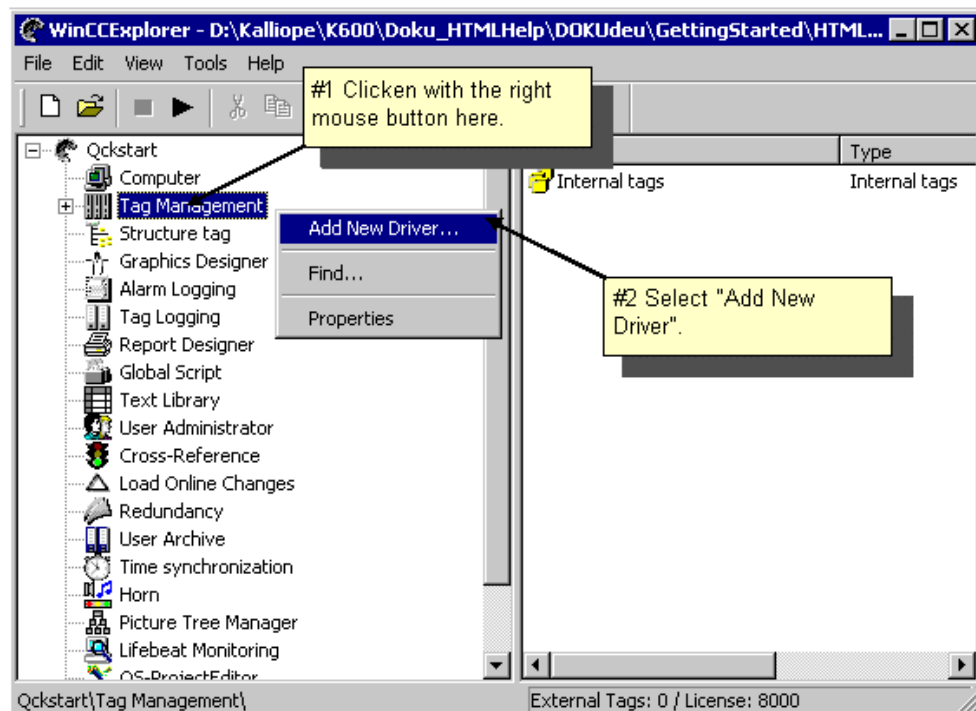 WinCCExplorer - D:\Kalliope\K600\Doku_HTMLHelp\DOKUdeu\GettingStarted\HTML...
File Edit View Tools Help
#1 Clicken with the right
mouse button here.
Type
Qckstart
Internal tags Internal tags
Computer
Tag Management
Add New Driver...
Structure tag
Graphics Designer
Find...
Alarm Logging
#2 Select "Add New
Driver".
Tag Logging
Properties
Report Designer
Global Script
Text Library
User Administrator
Cross-Reference
Load Online Changes
Redundancy
User Archive
Time synchronization
Horn
Picture Tree Manager
Lifebeat Monitoring
OS-ProjectEditor
Qckstart\Tag Management\ External Tags: 0 / License: 8000